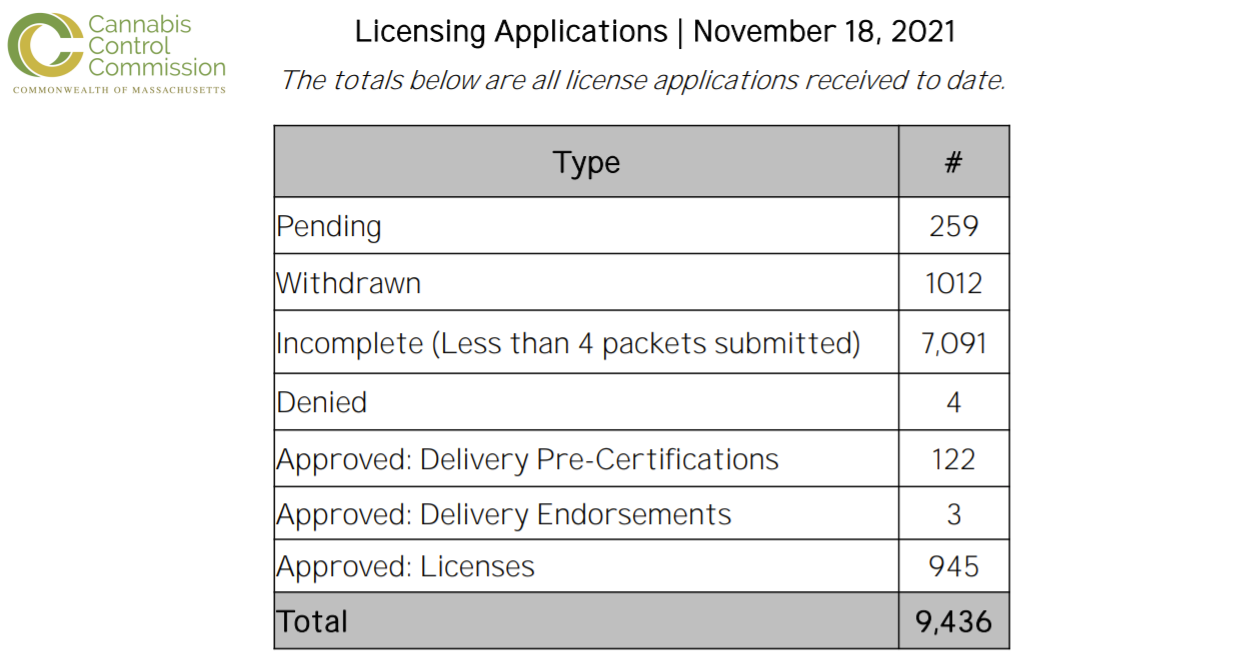 Cannabis
Control
Commission
COMMONWEALTH OF MASSACHUSETTS
Licensing Applications | November 18, 2021
The totals below are all license applications received to date.
Type #
Pending 259
Withdrawn 1012
Incomplete (Less than 4 packets submitted) 7,091
Denied 4
Approved: Delivery Pre-Certifications 122
Approved: Delivery Endorsements 3
Approved: Licenses 945
Total 9,436